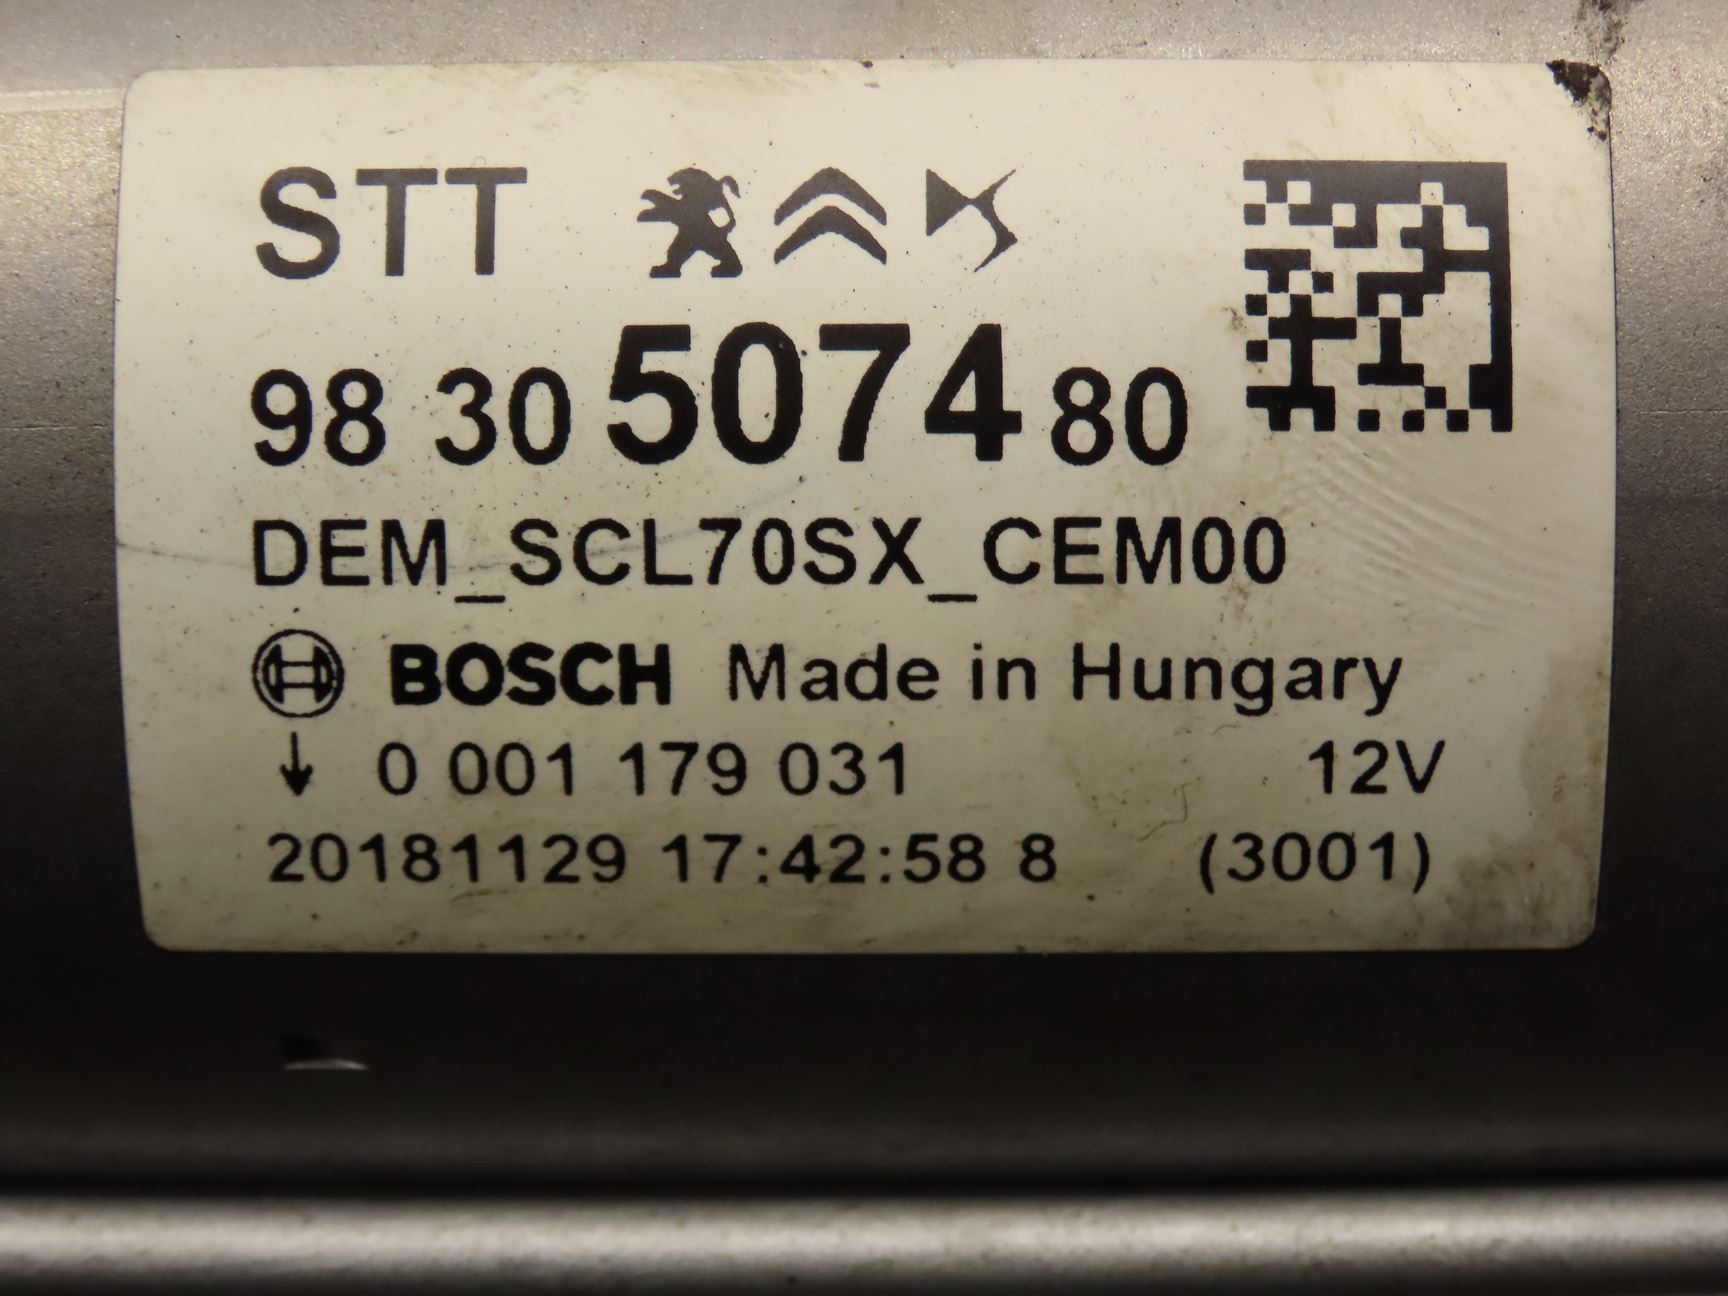 STT
98 30 5074 80
DEM_SCL70SX_CEM00
BOSCH Made in Hungary
↓ 0 001 179 031 12V
20181129 17:42:58 8 (3001)